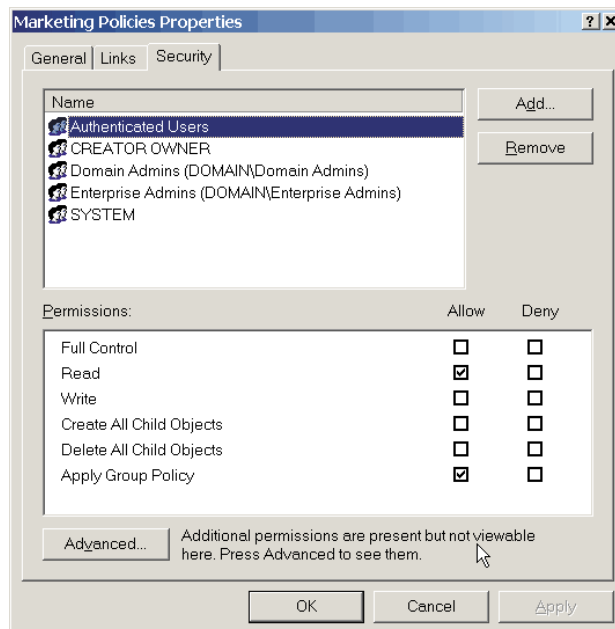 Marketing Policies Properties
General Links Security
Name
Authenticated Users
CREATOR OWNER
Domain Admins (DOMAIN\Domain Admins)
Enterprise Admins (DOMAIN\Enterprise Admins)
SYSTEM
Add...
Remove
Permissions: Allow Deny
Full Control
Read
Write
Create All Child Objects
Delete All Child Objects
Apply Group Policy
Advanced...
Additional permissions are present but not viewable
here. Press Advanced to see them.
OK Cancel Apply